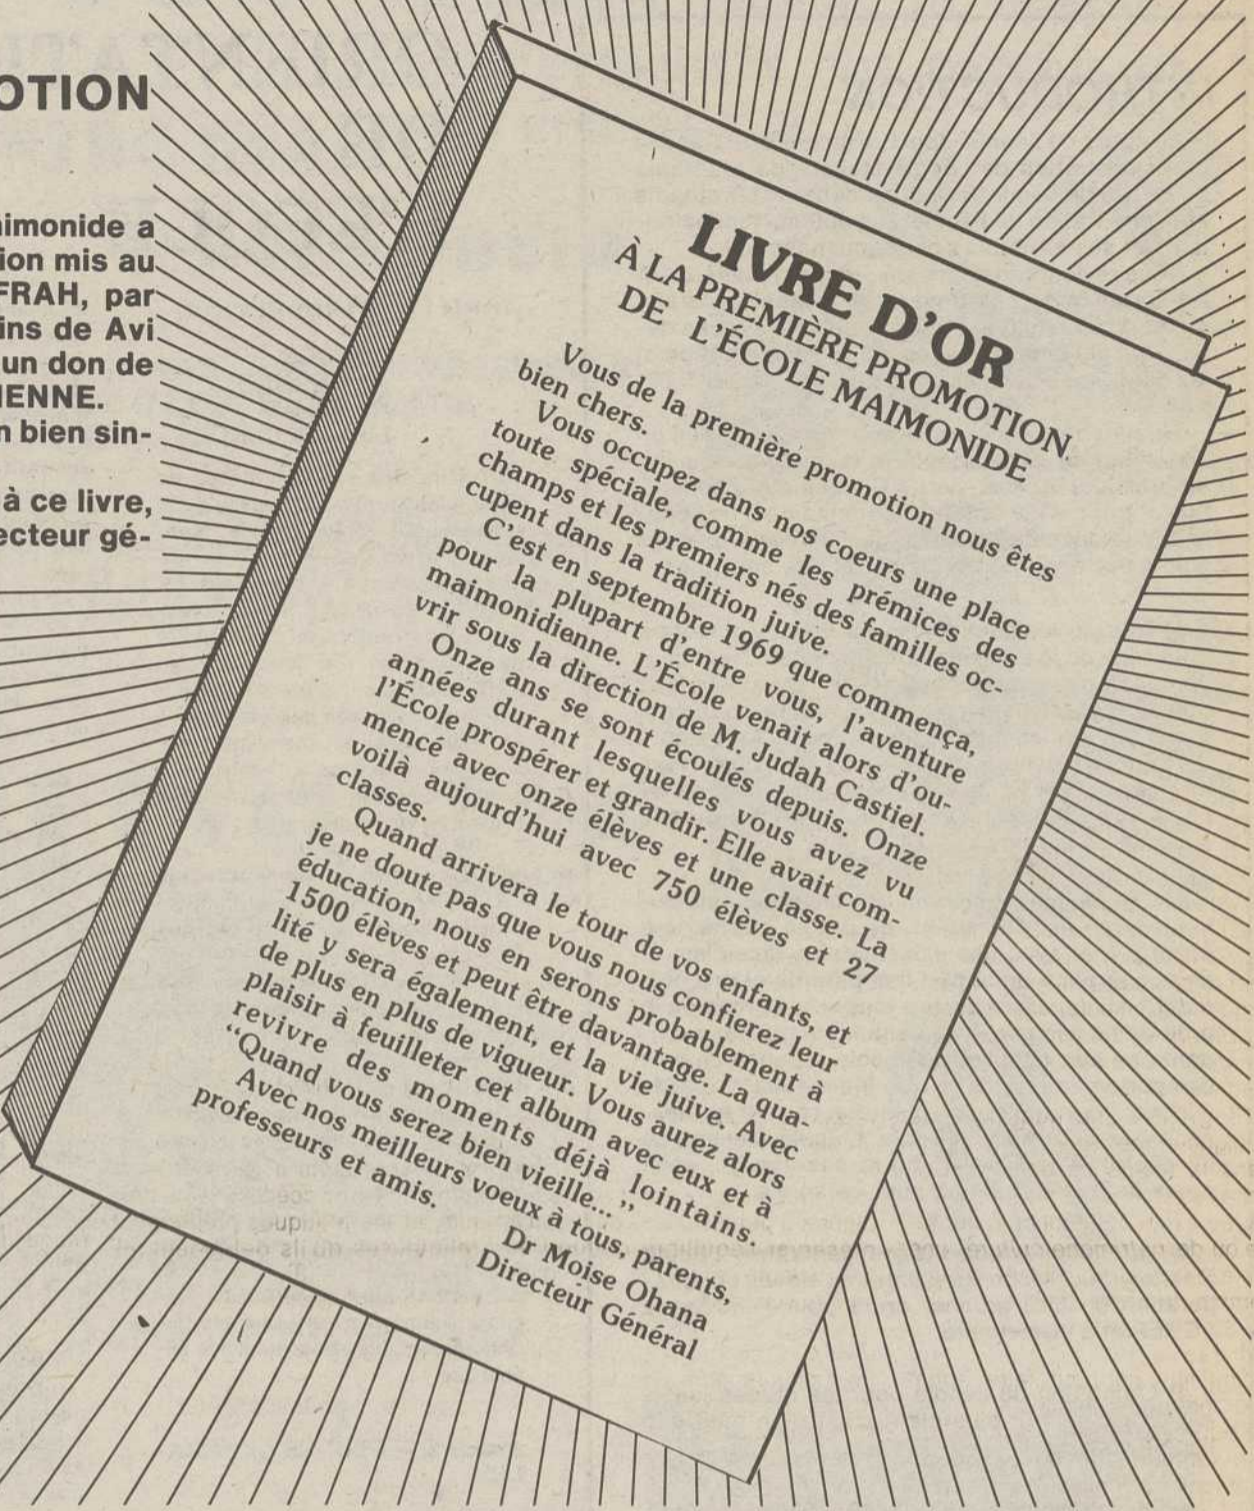 OTION
aimonide a
ion mis au
FRAH, par
ins de Avi
un don de
IENNE.
n bien sin-
à ce livre,
ecteur gé-
LIVRE D'OR
À LA PREMIÈRE PROMOTION
DE L'ÉCOLE MAIMONIDE
Vous de la première promotion nous êtes
bien chers.
Vous occupez dans nos coeurs une place
toute spéciale, comme les prémices des
champs et les premiers nés des familles oc-
cupent dans la tradition juive.
C'est en septembre 1969 que commença,
pour la plupart d'entre vous, l'aventure
maimonidienne. L'École venait alors d'ou-
vrir sous la direction de M. Judah Castiel.
Onze ans se sont écoulés depuis. Onze
années durant lesquelles vous avez vu
l'École prospérer et grandir. Elle avait com-
mencé avec onze élèves et une classe. La
voilà aujourd'hui avec 750 élèves et 27
classes.
Quand arrivera le tour de vos enfants, et
je ne doute pas que vous nous confierez leur
éducation, nous en serons probablement à
1500 élèves et peut être davantage. La qua-
lité y sera également, et la vie juive. Avec
de plus en plus de vigueur. Vous aurez alors
plaisir à feuilleter cet album avec eux et à
revivre des moments déjà lointains.
“Quand vous serez bien vieille...”
Avec nos meilleurs voeux à tous, parents,
professeurs et amis.
Dr Moise Ohana
Directeur Général